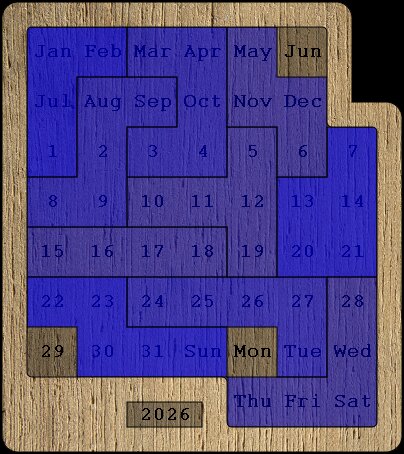 Jan Feb Mar Apr May Jun
Jul Aug Sep Oct Nov Dec
1 2 3 4 5 6 7
8 9 10 11 12 13 14
15 16 17 18 19 20 21
22 23 24 25 26 27 28
29 30 31 Sun Mon Tue Wed
Thu Fri Sat
2026